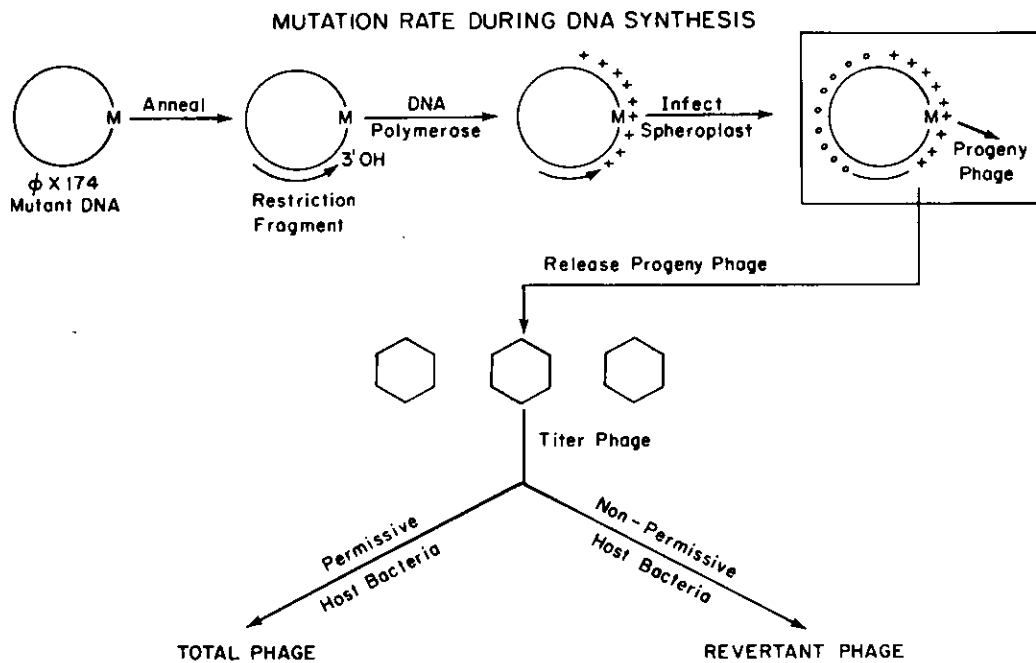 MUTATION RATE DURING DNA SYNTHESIS
M
Anneal
M
3'OH
DNA
Polymerase
+ + + + + M+ + + + +
Infect
Spheroplast
o o o o o o o o o o + + + + + M+ + + + +
Progeny
Phage
ϕ X 174
Mutant DNA
Restriction
Fragment
Release Progeny Phage
Titer Phage
Permissive
Host Bacteria
Non-Permissive
Host Bacteria
TOTAL PHAGE
REVERTANT PHAGE